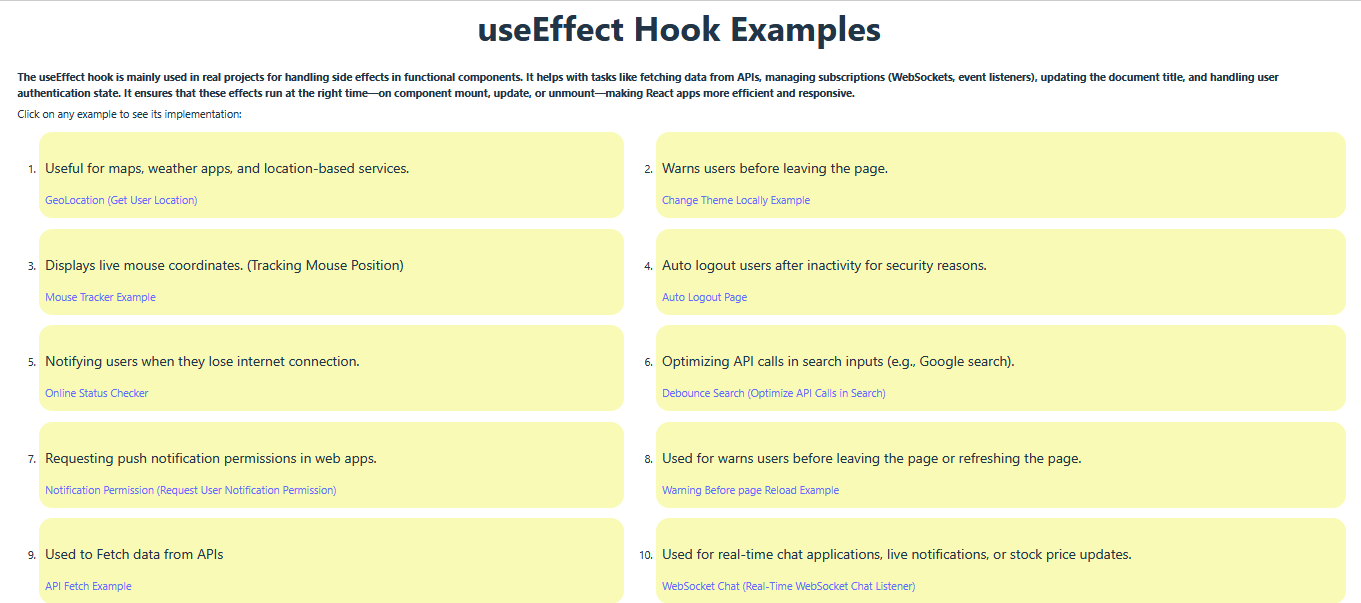 useEffect Hook Examples
The useEffect hook is mainly used in real projects for handling side effects in functional components. It helps with tasks like fetching data from APIs, managing subscriptions (WebSockets, event listeners), updating the document title, and handling user
authentication state. It ensures that these effects run at the right time—on component mount, update, or unmount—making React apps more efficient and responsive.
Click on any example to see its implementation:
1. Useful for maps, weather apps, and location-based services.
GeoLocation (Get User Location)
2. Warns users before leaving the page.
Change Theme Locally Example
3. Displays live mouse coordinates. (Tracking Mouse Position)
Mouse Tracker Example
4. Auto logout users after inactivity for security reasons.
Auto Logout Page
5. Notifying users when they lose internet connection.
Online Status Checker
6. Optimizing API calls in search inputs (e.g., Google search).
Debounce Search (Optimize API Calls in Search)
7. Requesting push notification permissions in web apps.
Notification Permission (Request User Notification Permission)
8. Used for warns users before leaving the page or refreshing the page.
Warning Before page Reload Example
9. Used to Fetch data from APIs
API Fetch Example
10. Used for real-time chat applications, live notifications, or stock price updates.
WebSocket Chat (Real-Time WebSocket Chat Listener)